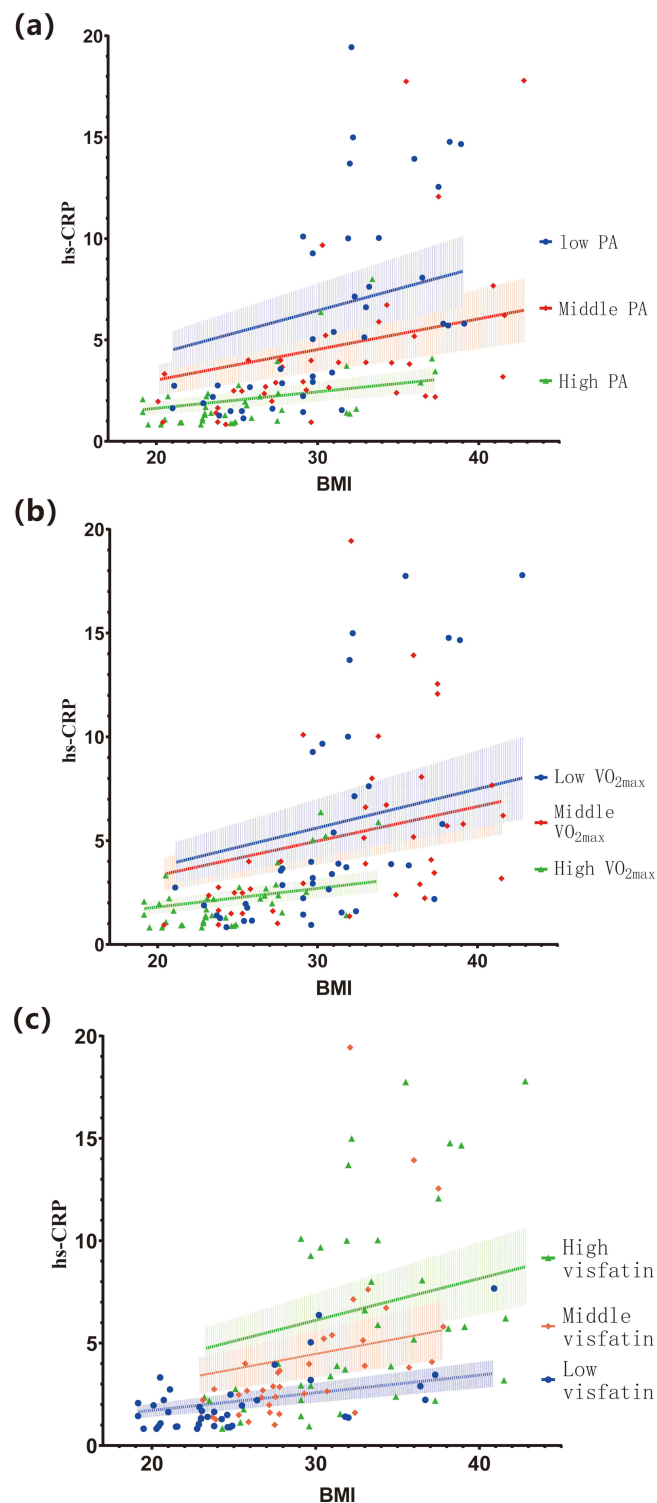 (a)
20
15
10
5
0
hs-CRP
20
30
40
BMI
low PA
Middle PA
High PA
(b)
20
15
10
5
0
hs-CRP
20
30
40
BMI
Low VO2max
Middle
VO2max
High VO2max
(c)
20
15
10
5
0
hs-CRP
20
30
40
BMI
High
visfatin
Middle
visfatin
Low
visfatin